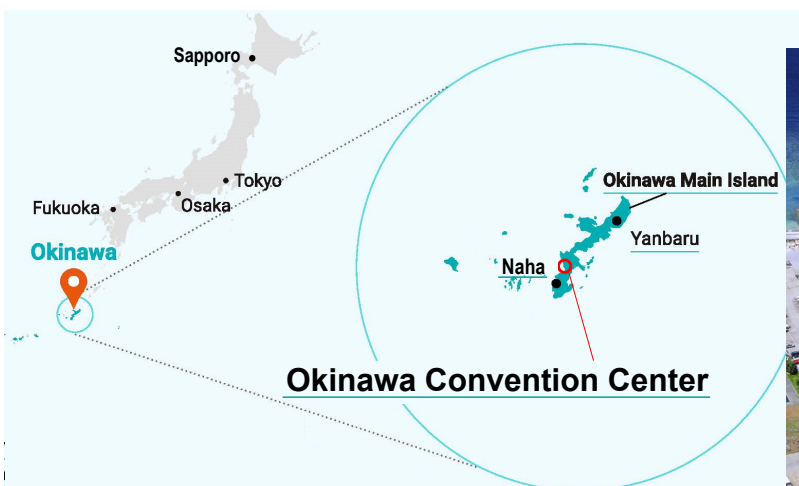 Sapporo
Tokyo
Osaka
Fukuoka
Okinawa
Okinawa Main Island
Yanbaru
Naha
Okinawa Convention Center